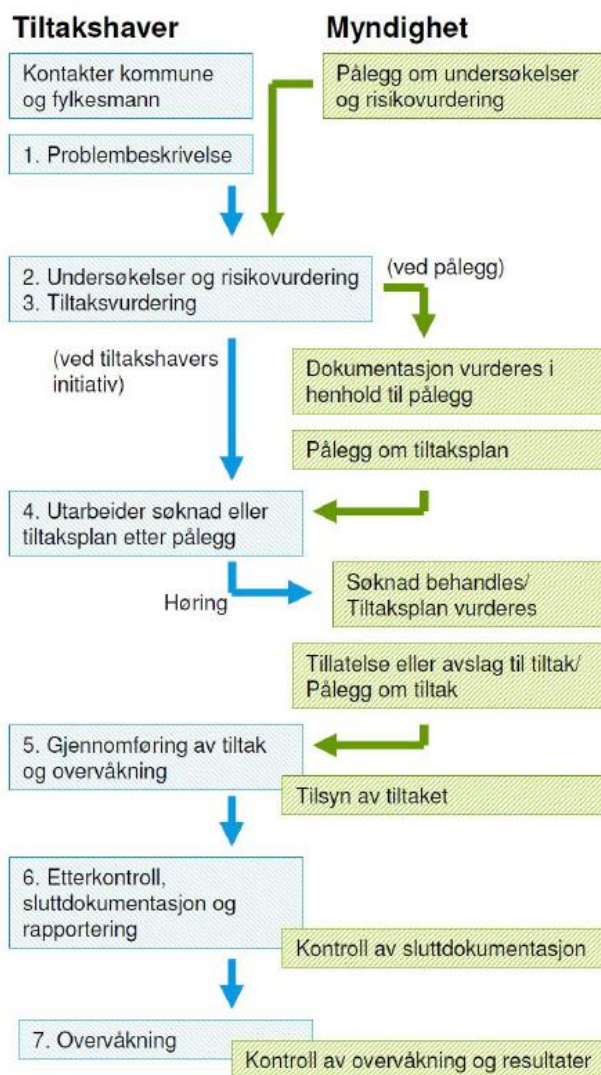 Tiltakshaver
Myndighet
Kontakter kommune
og fylkesmann
Pålegg om undersøkelser
og risikovurdering
1. Problembeskrivelse
2. Undersøkelser og risikovurdering
3. Tiltaksvurdering
(ved pålegg)
(ved tiltakshavers
initiativ)
Dokumentasjon vurderes i
henhold til pålegg
Pålegg om tiltaksplan
4. Utarbeider søknad eller
tiltaksplan etter pålegg
Høring
Søknad behandles/
Tiltaksplan vurderes
Tillatelse eller avslag til tiltak/
Pålegg om tiltak
5. Gjennomføring av tiltak
og overvåkning
Tilsyn av tiltaket
6. Etterkontroll,
sluttdokumentasjon og
rapportering
Kontroll av sluttdokumentasjon
7. Overvåkning
Kontroll av overvåkning og resultater